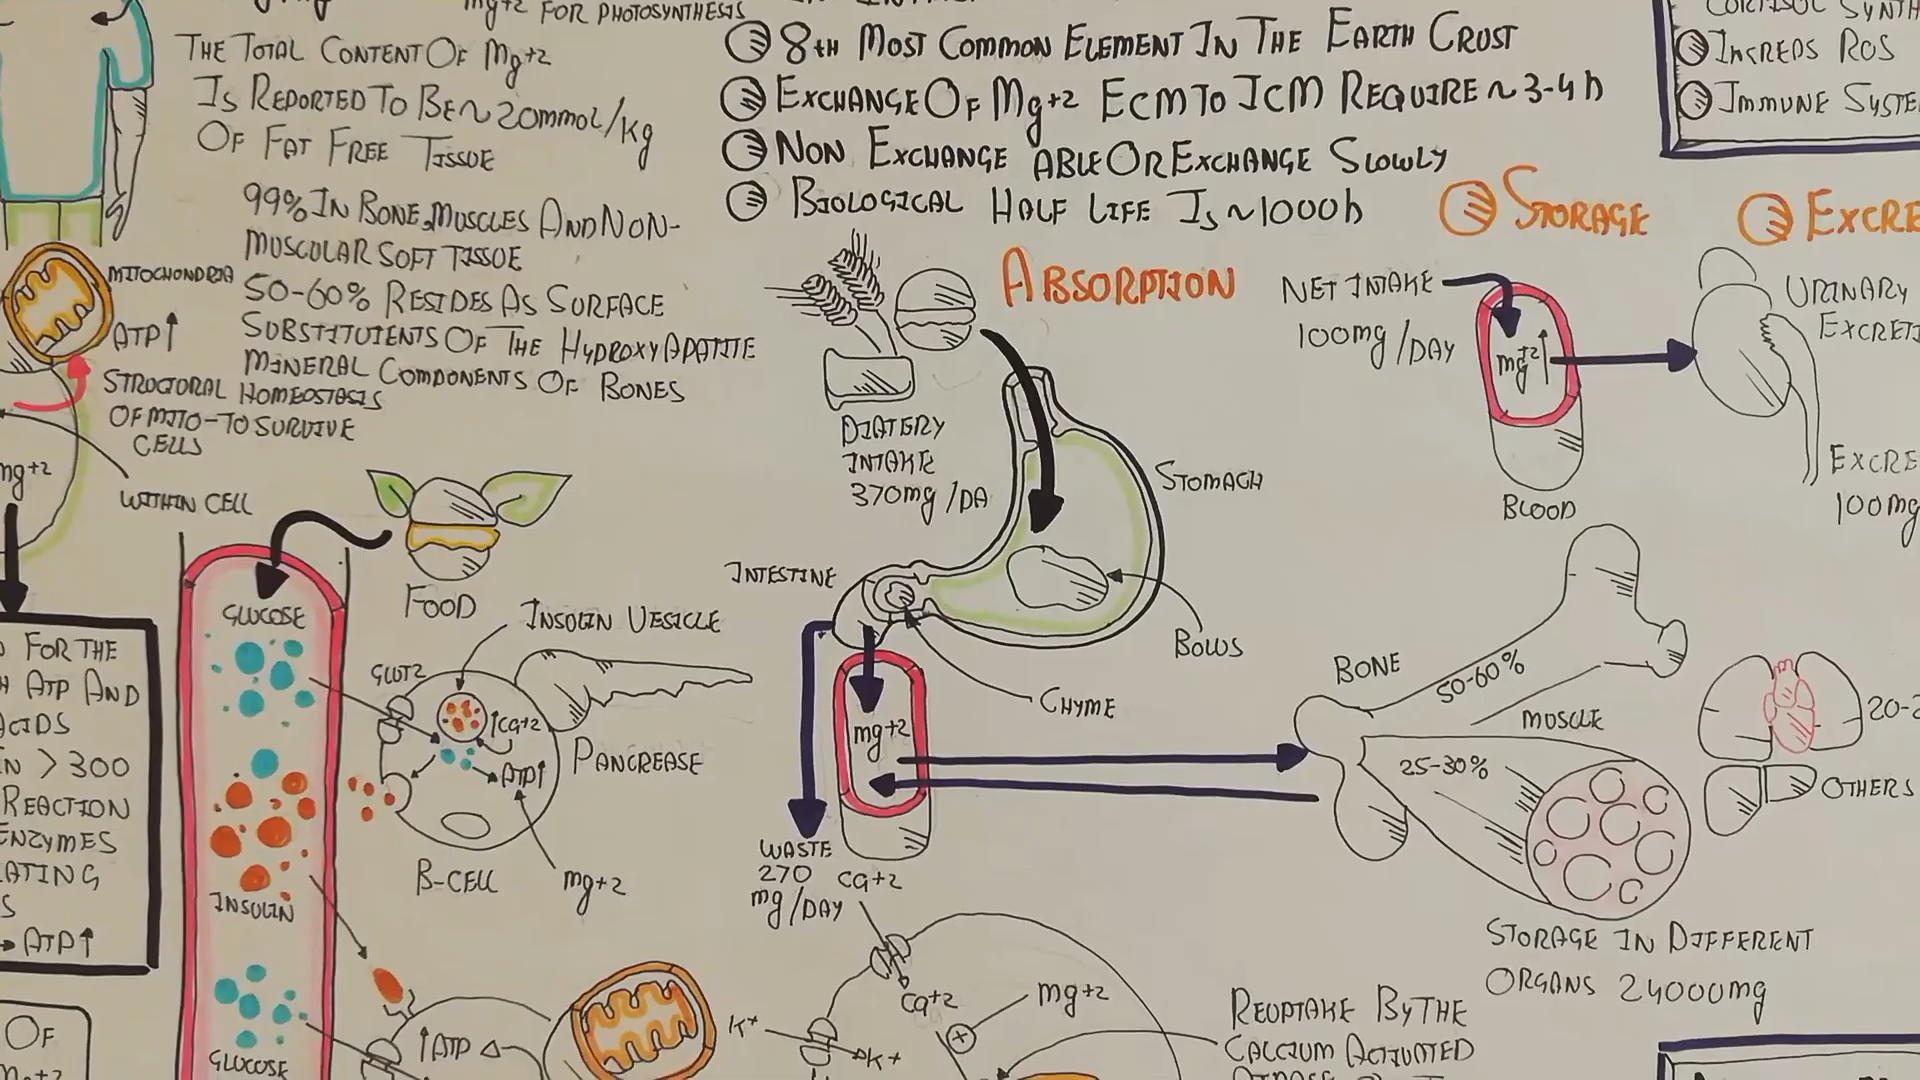 mg+2 FOR PHOTOSYNTHESIS
THE TOTAL CONTENT OF Mg+2
IS REPORTED TO BE ~ 20mmol/kg
OF FAT FREE TISSUE
99% IN BONE, MUSCLES AND NON-
MUSCULAR SOFT TISSUE
50-60% RESIDES AS SURFACE
SUBSTITUIENTS OF THE HYDROXYAPATITE
MINERAL COMPONENTS OF BONES
MITOCHONDRIA
ATP↑
STRUCTURAL HOMEOSTASIS
OF MITO-TO SURVIVE
CELLS
mg+2
WITHIN CELL
8th MOST COMMON ELEMENT IN THE EARTH CRUST
EXCHANGE OF Mg+2 ECM TO ICM REQUIRE ~ 3-4 h
NON EXCHANGE ABLE OR EXCHANGE SLOWLY
BIOLOGICAL HALF LIFE IS ~1000h
INCREDS ROS
IMMUNE SYSTE
STORAGE
EXCRE
ABSORPTION
NET INTAKE
100mg/DAY
mg+2↑
BLOOD
URINARY
EXCRET
EXCRE
100mg
DIATERY
INTAKE
370mg/DA
STOMACH
INTESTINE
BOLUS
CHYME
mg+2
WASTE
270
mg/DAY
FOOD
GLUCOSE
INSULIN VESICLE
GLUT2
↑Ca+2
ATP↑
PANCREASE
B-CELL
mg+2
INSULIN
GLUCOSE
↑ATP
FOR THE
ATP AND
ACIDS
IN > 300
REACTION
ENZYMES
ATING
S
→ ATP↑
OF
BONE
50-60%
MUSCLE
25-30%
20-2
OTHERS
STORAGE IN DIFFERENT
ORGANS 24000mg
Ca+2
Ca+2
mg+2
K+
K+
REUPTAKE BY THE
CALCIUM ACTIVATED